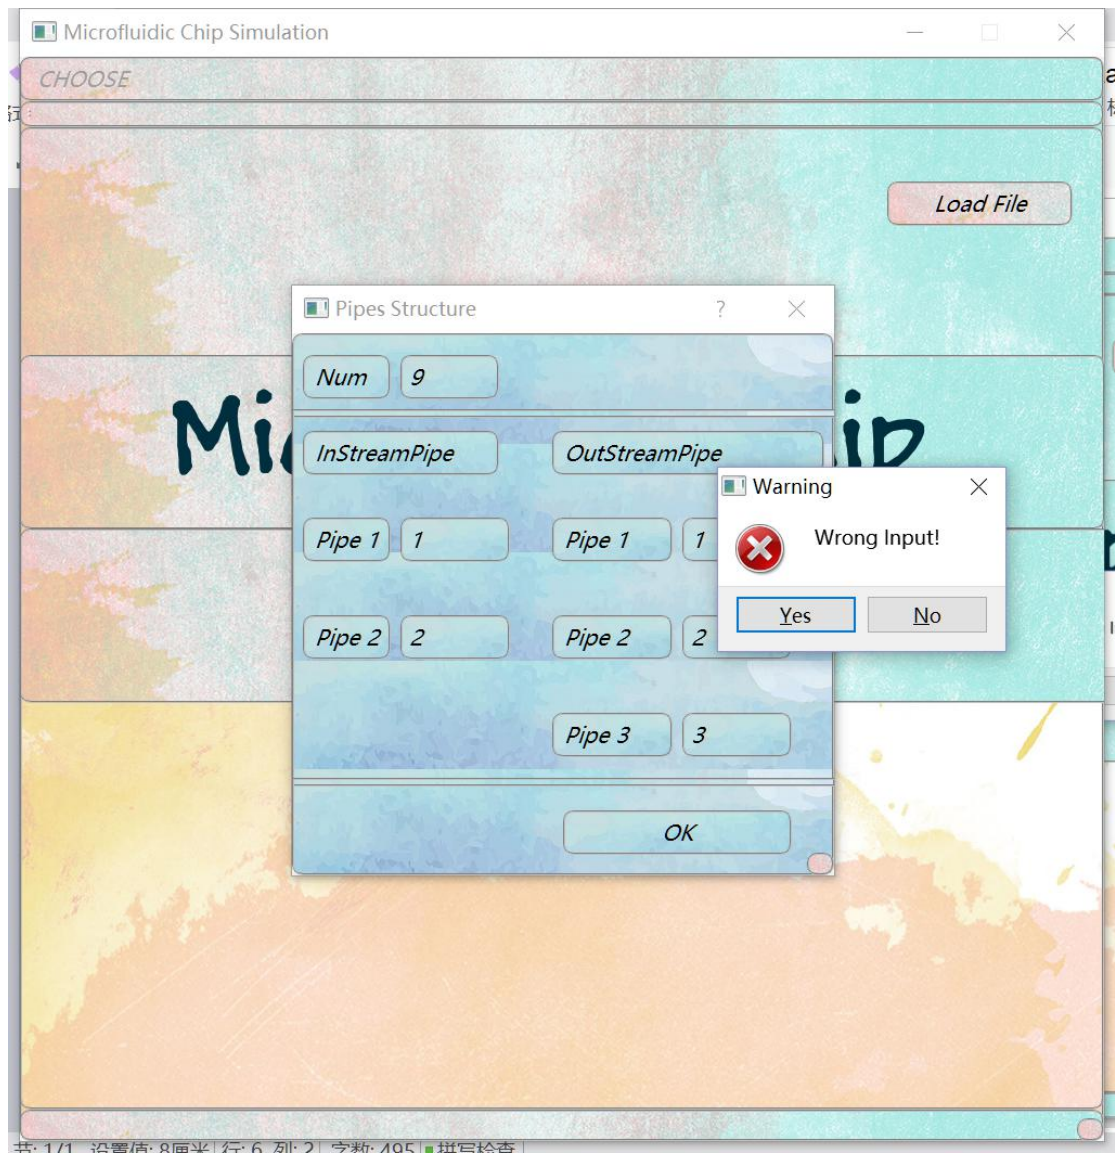 Microfluidic Chip Simulation
CHOOSE
Load File
Pipes Structure
Num 9
InStreamPipe OutStreamPipe
Warning
Wrong Input!
Yes No
Pipe 1 1 Pipe 1 1
Pipe 2 2 Pipe 2 2
Pipe 3 3
OK
节: 1/1 设置值: 8厘米 行: 6 列: 2 字数: 495 拼写检查